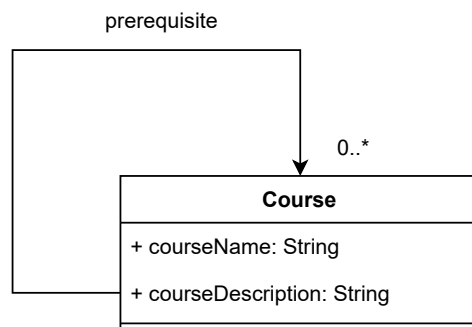 prerequisite
0..*
Course
+ courseName: String
+ courseDescription: String